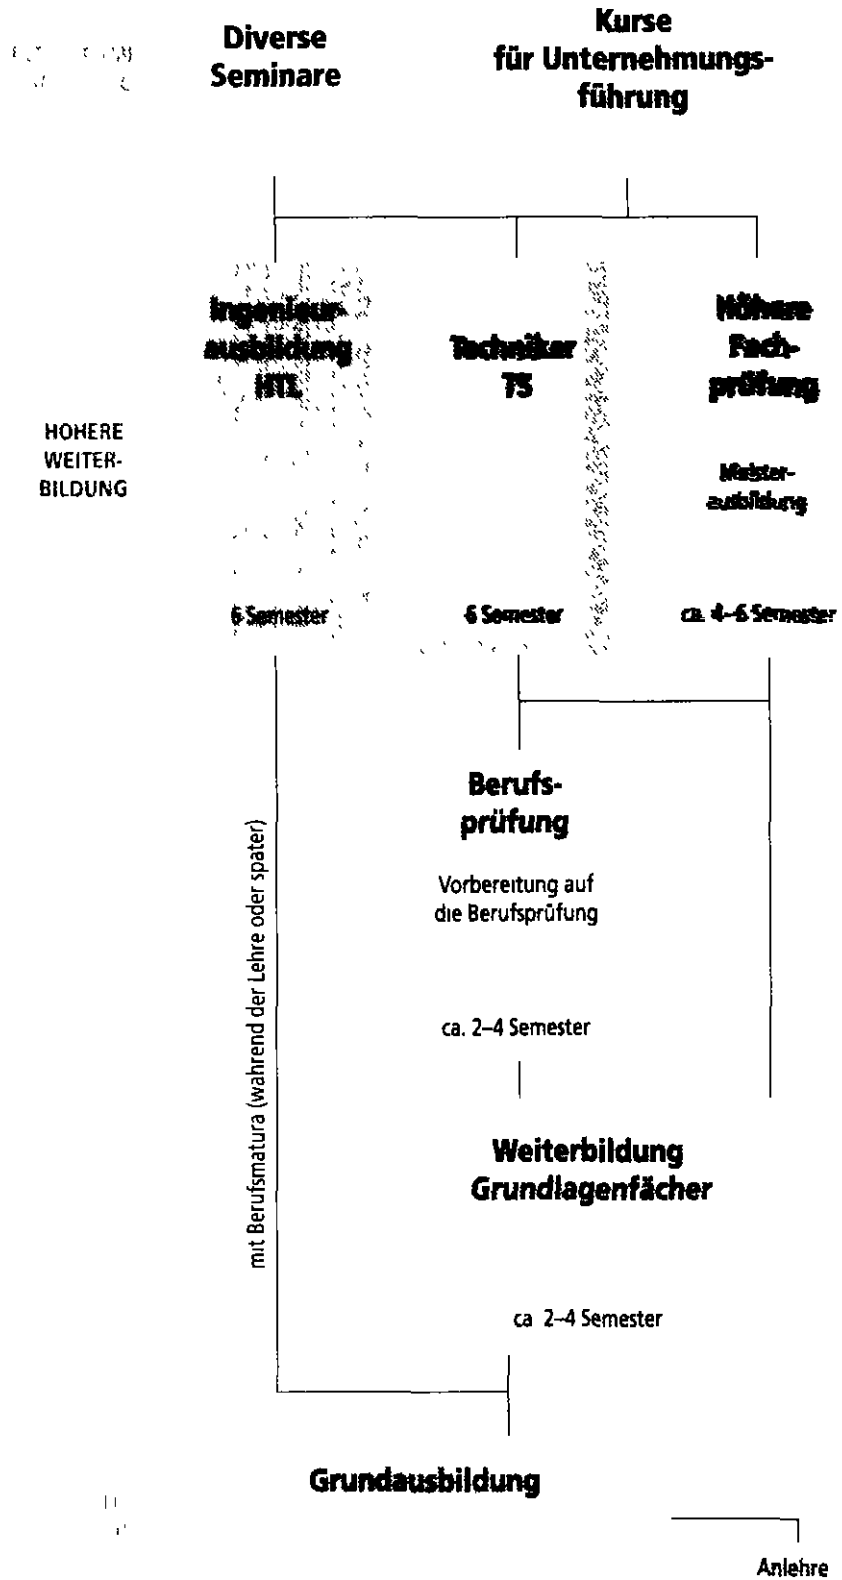 Diverse
Seminare
Kurse
für Unternehmungs-
führung
Ingenieur-
ausbildung
HTL
Techniker
TS
Höhere
Fach-
prüfung
HOHERE
WEITER-
BILDUNG
Meister-
ausbildung
6 Semester
6 Semester
ca. 4–6 Semester
Berufs-
prüfung
Vorbereitung auf
die Berufsprüfung
ca. 2–4 Semester
mit Berufsmatura (wahrend der Lehre oder spater)
Weiterbildung
Grundlagenfächer
ca 2–4 Semester
Grundausbildung
Anlehre